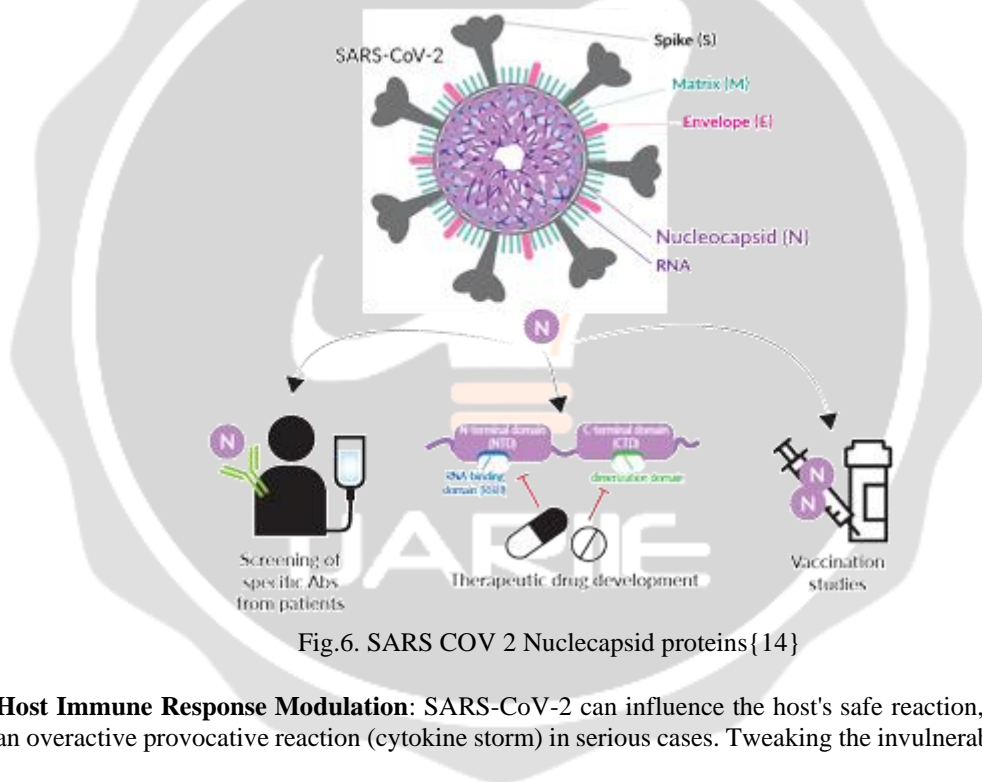 SARS-CoV-2
Spike (S)
Matrix (M)
Envelope (E)
Nucleocapsid (N)
RNA
N
N
N-terminal domain
(NTD)
C-terminal domain
(CTD)
RNA-binding
domain
dimerization domain
N
N
IJARIE
Screening of
specific Abs
from patients
Therapeutic drug development
Vaccination
studies
Fig.6. SARS COV 2 Nuclecapsid proteins{14}
Host Immune Response Modulation: SARS-CoV-2 can influence the host's safe reaction,
an overactive provocative reaction (cytokine storm) in serious cases. Tweaking the invulnerab